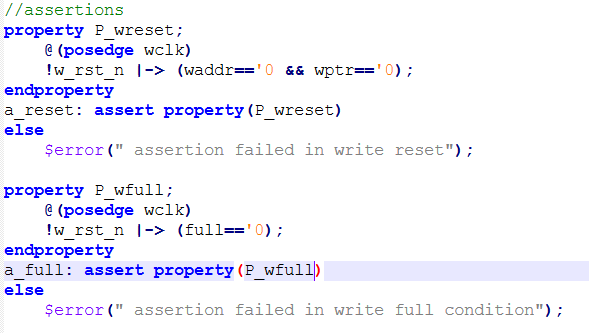 //assertions
property P_wreset;
    @(posedge wclk)
    !w_rst_n |-> (waddr=='0 && wptr=='0);
endproperty
a_reset: assert property(P_wreset)
else
    $error(" assertion failed in write reset");

property P_wfull;
    @(posedge wclk)
    !w_rst_n |-> (full=='0);
endproperty
a_full: assert property(P_wfull)
else
    $error(" assertion failed in write full condition");